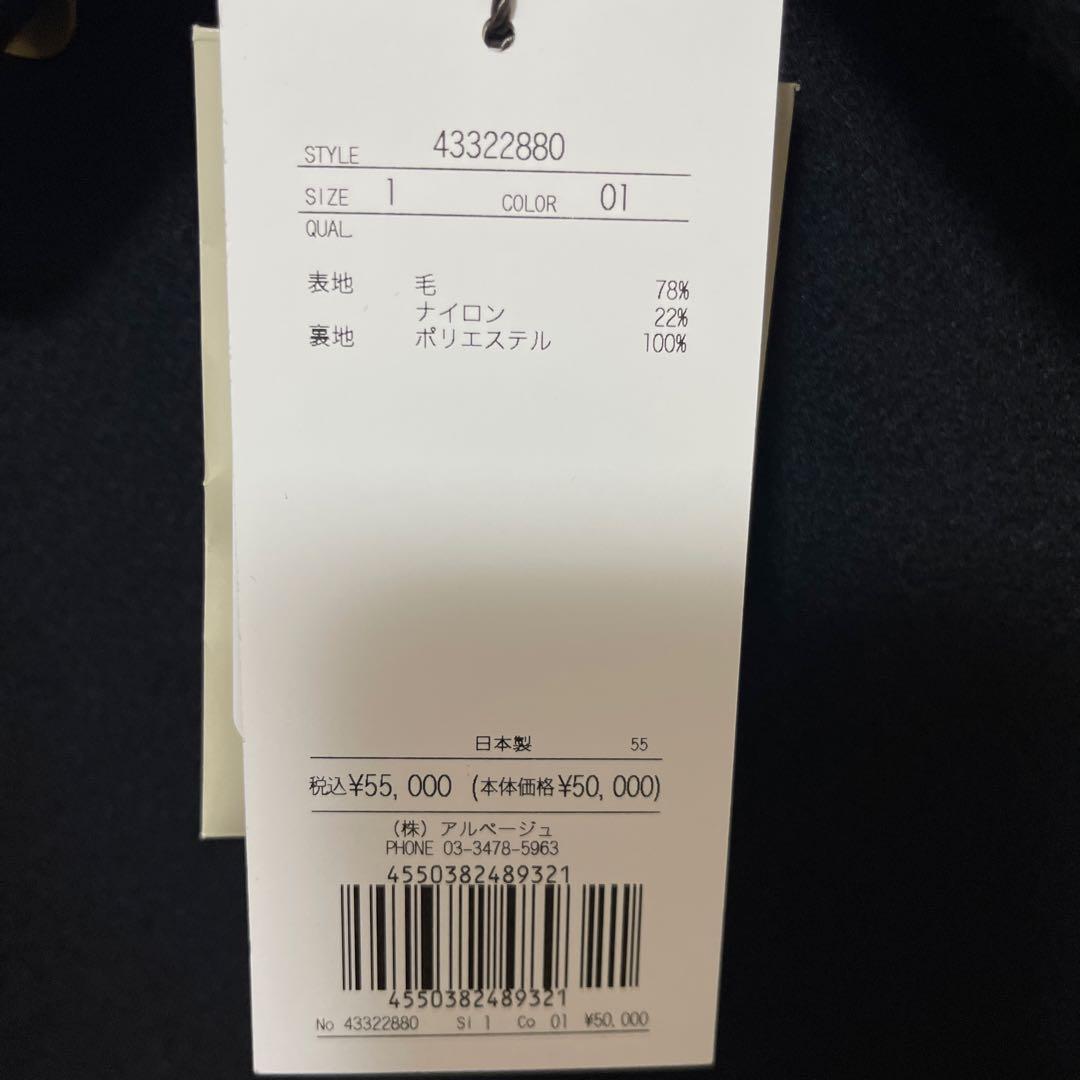 STYLE 43322880
SIZE 1 COLOR 01
QUAL.
表地 毛 78%
ナイロン 22%
裏地 ポリエステル 100%
日本製 55
税込¥55,000 (本体価格¥50,000)
(株) アルページュ
PHONE 03-3478-5963
4550382489321
4550382489321
No 43322880 Si 1 Co 01 ¥50,000